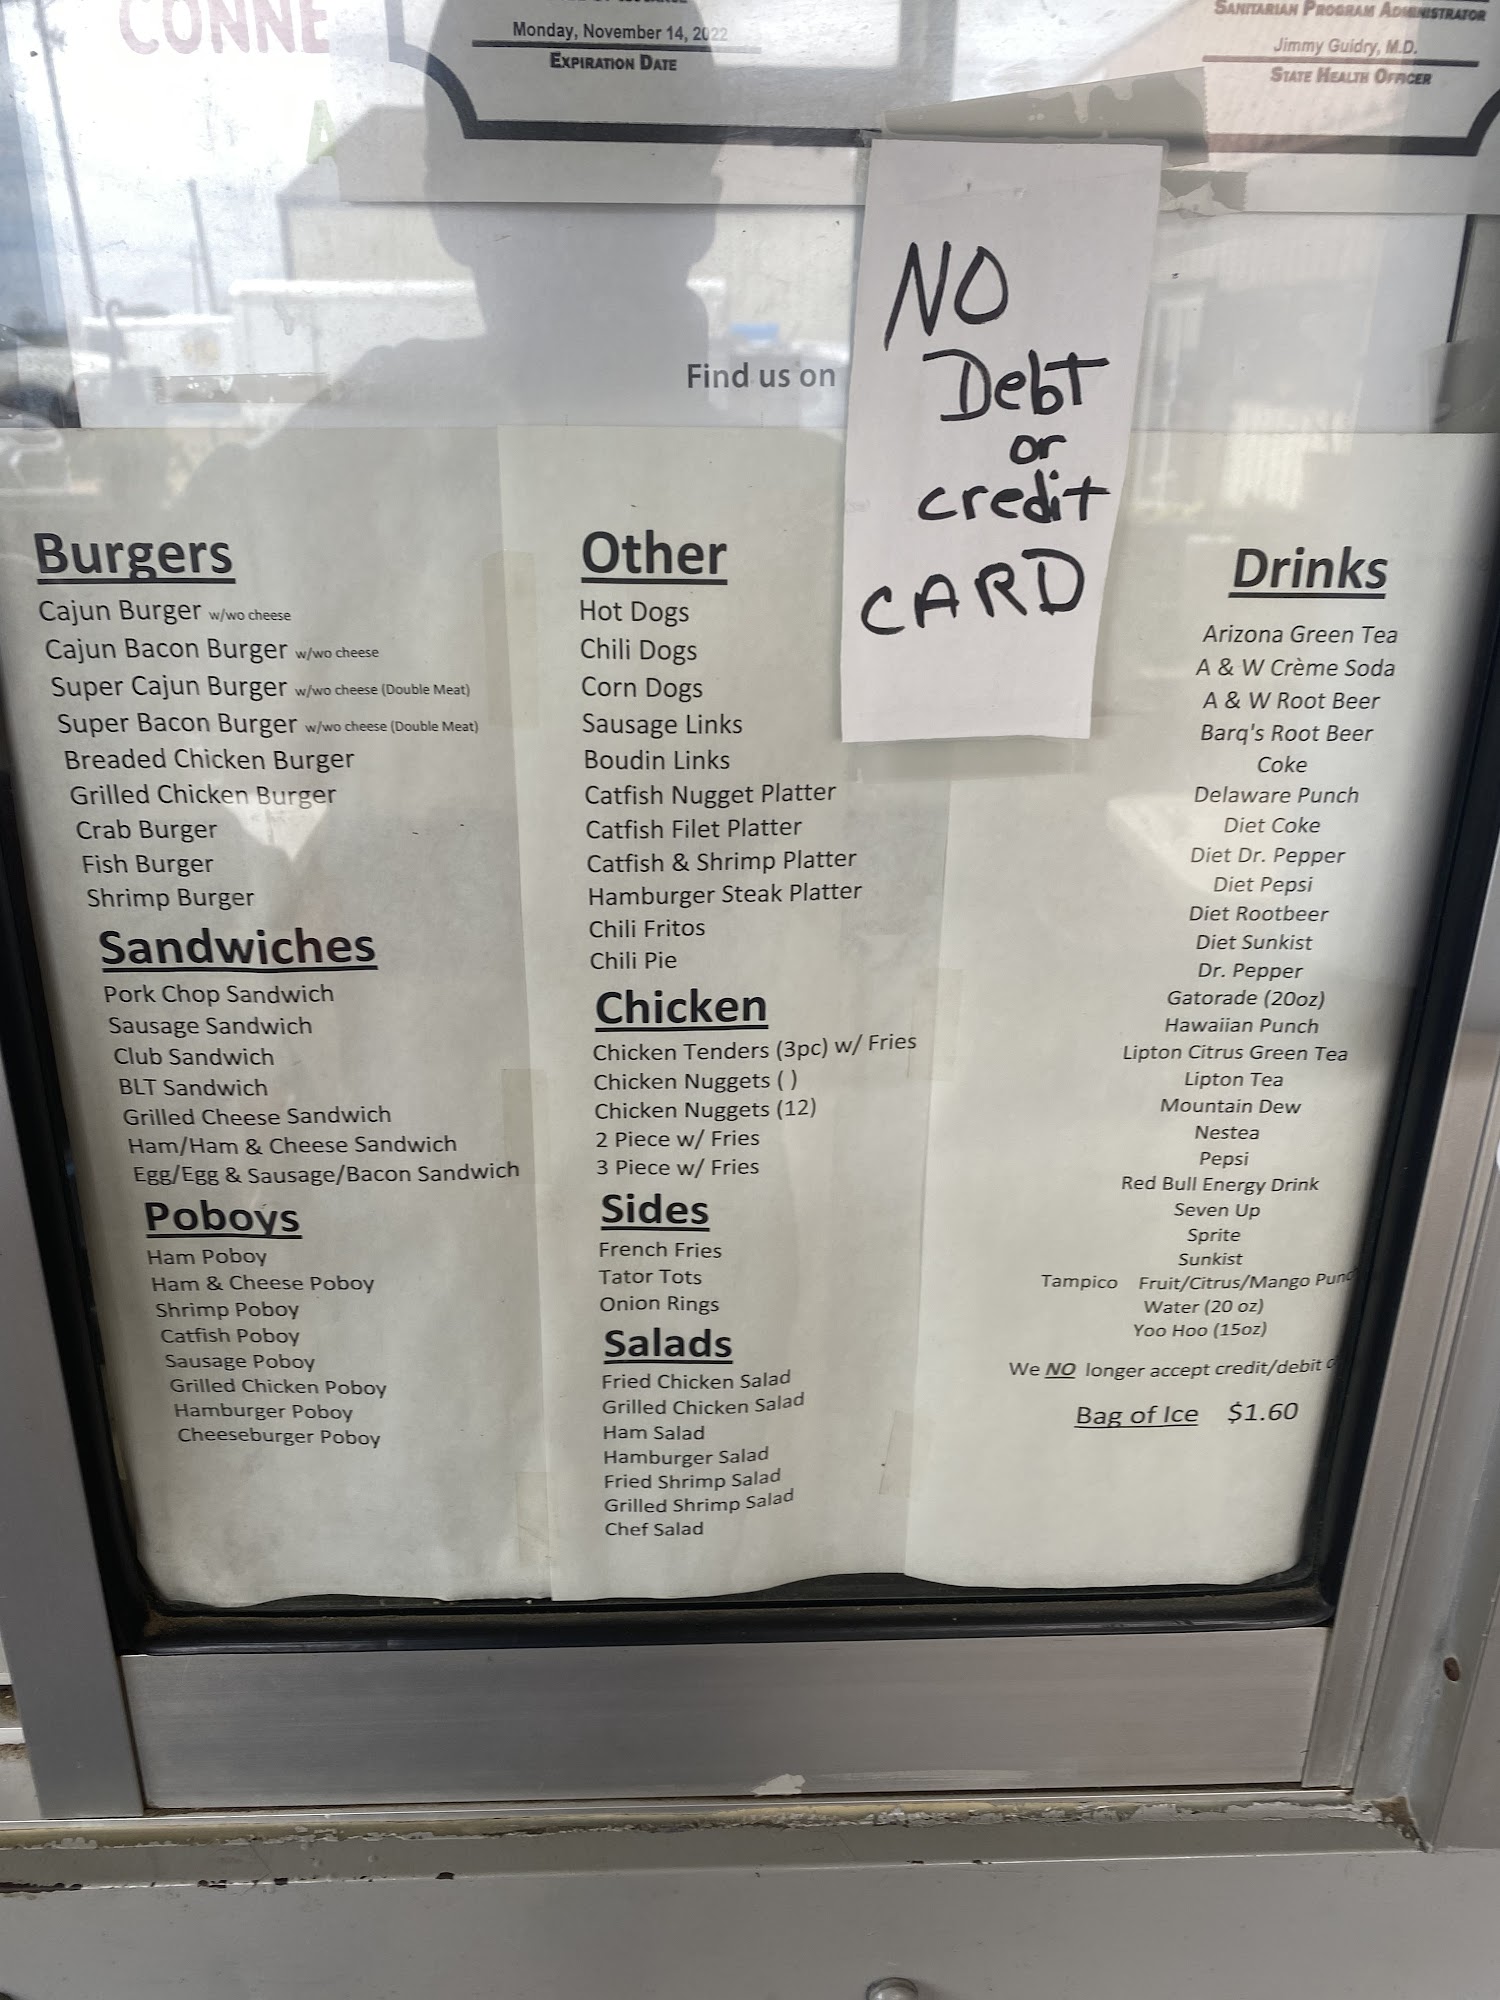 CONNE
Monday, November 14, 2022
EXPIRATION DATE
SANITARIAN PROGRAM ADMINISTRATOR
Jimmy Guidry, M.D.
STATE HEALTH OFFICER
Find us on
NO
Debt
or
credit
CARD
Burgers
Cajun Burger w/wo cheese
Cajun Bacon Burger w/wo cheese
Super Cajun Burger w/wo cheese (Double Meat)
Super Bacon Burger w/wo cheese (Double Meat)
Breaded Chicken Burger
Grilled Chicken Burger
Crab Burger
Fish Burger
Shrimp Burger
Sandwiches
Pork Chop Sandwich
Sausage Sandwich
Club Sandwich
BLT Sandwich
Grilled Cheese Sandwich
Ham/Ham & Cheese Sandwich
Egg/Egg & Sausage/Bacon Sandwich
Poboys
Ham Poboy
Ham & Cheese Poboy
Shrimp Poboy
Catfish Poboy
Sausage Poboy
Grilled Chicken Poboy
Hamburger Poboy
Cheeseburger Poboy
Other
Hot Dogs
Chili Dogs
Corn Dogs
Sausage Links
Boudin Links
Catfish Nugget Platter
Catfish Filet Platter
Catfish & Shrimp Platter
Hamburger Steak Platter
Chili Fritos
Chili Pie
Chicken
Chicken Tenders (3pc) w/ Fries
Chicken Nuggets ( )
Chicken Nuggets (12)
2 Piece w/ Fries
3 Piece w/ Fries
Sides
French Fries
Tator Tots
Onion Rings
Salads
Fried Chicken Salad
Grilled Chicken Salad
Ham Salad
Hamburger Salad
Fried Shrimp Salad
Grilled Shrimp Salad
Chef Salad
Drinks
Arizona Green Tea
A & W Crème Soda
A & W Root Beer
Barq's Root Beer
Coke
Delaware Punch
Diet Coke
Diet Dr. Pepper
Diet Pepsi
Diet Rootbeer
Diet Sunkist
Dr. Pepper
Gatorade (20oz)
Hawaiian Punch
Lipton Citrus Green Tea
Lipton Tea
Mountain Dew
Nestea
Pepsi
Red Bull Energy Drink
Seven Up
Sprite
Sunkist
Tampico Fruit/Citrus/Mango Punc
Water (20 oz)
Yoo Hoo (15oz)
We NO longer accept credit/debit
Bag of Ice $1.60